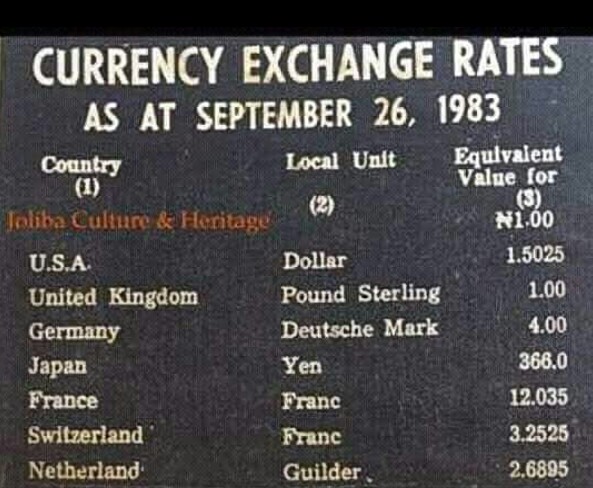 CURRENCY EXCHANGE RATES
AS AT SEPTEMBER 26, 1983
Country Local Unit Equivalent
Value for
(1) (2) (3)
Joliba Culture & Heritage ₦1.00
U.S.A. Dollar 1.5025
United Kingdom Pound Sterling 1.00
Germany Deutsche Mark 4.00
Japan Yen 366.0
France Franc 12.035
Switzerland Franc 3.2525
Netherland Guilder 2.6895